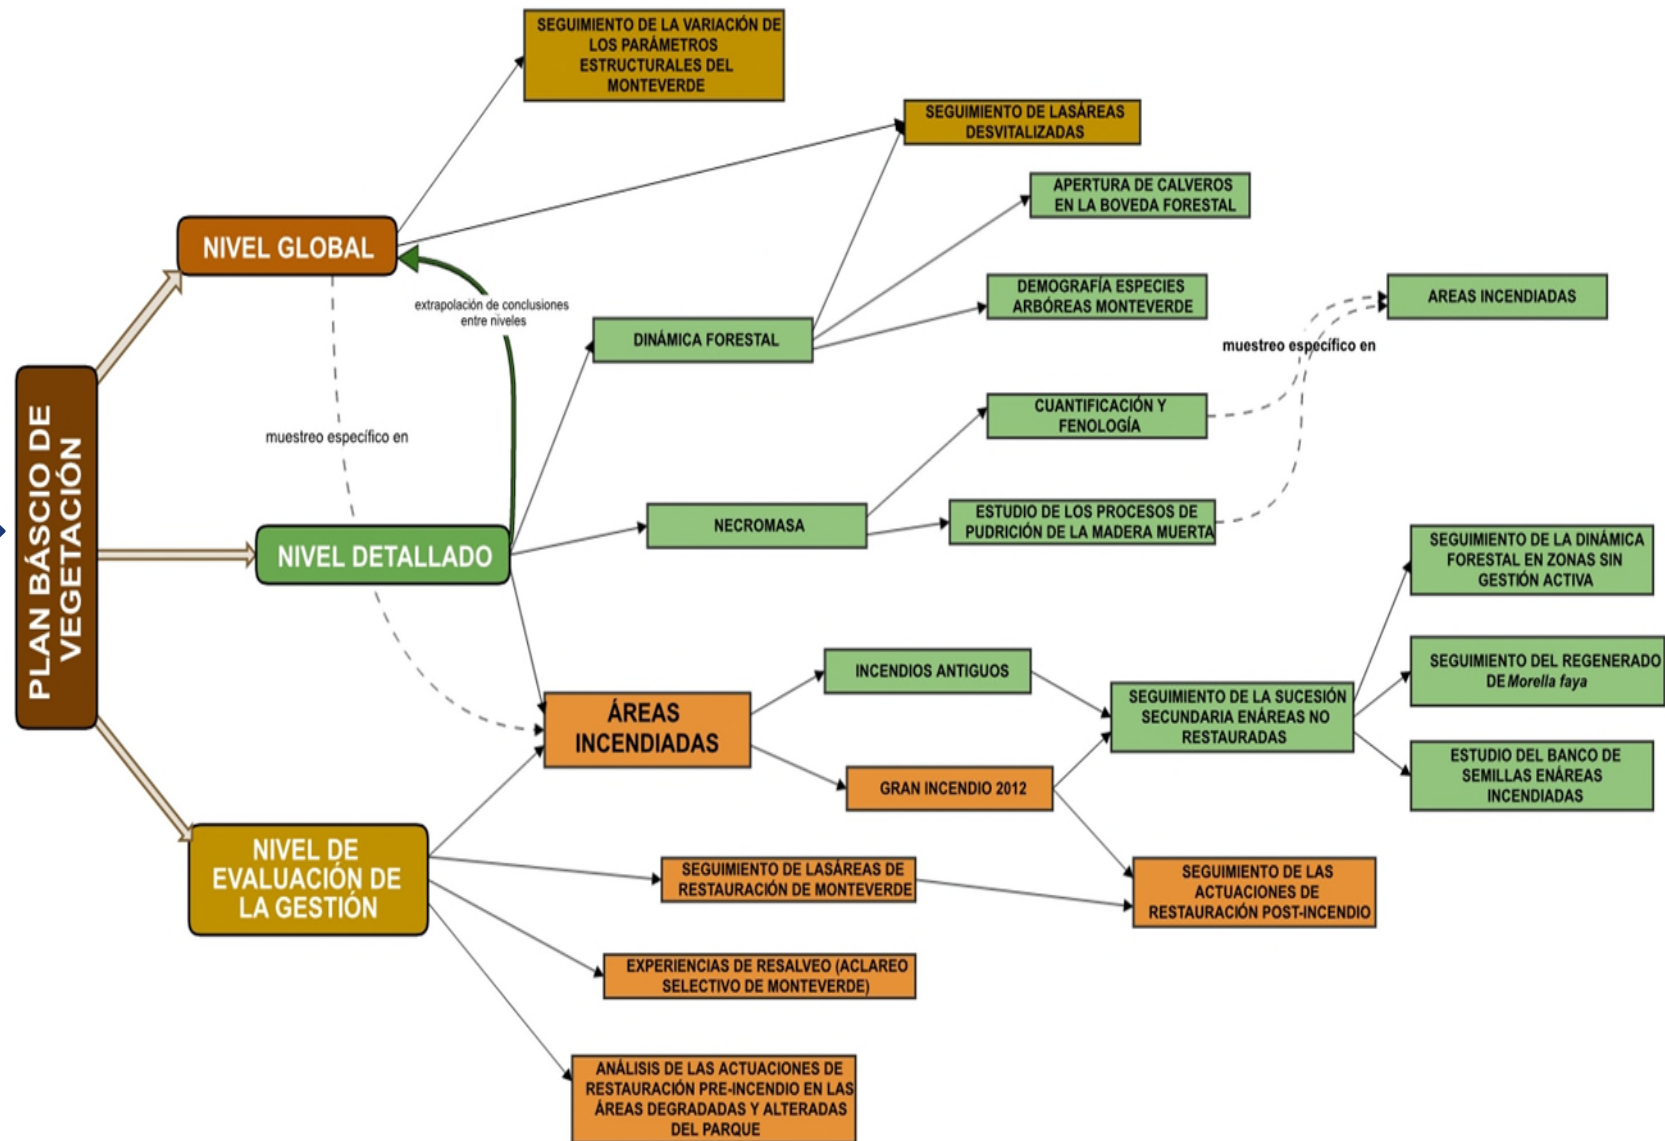 SEGUIMIENTO DE LA VARIACIÓN DE
LOS PARÁMETROS
ESTRUCTURALES DEL
MONTEVERDE
SEGUIMIENTO DE LASÁREAS
DESVITALIZADAS
APERTURA DE CALVEROS
EN LA BOVEDA FORESTAL
NIVEL GLOBAL
extrapolación de conclusiones
entre niveles
DEMOGRAFÍA ESPECIES
ARBÓREAS MONTEVERDE
AREAS INCENDIADAS
DINÁMICA FORESTAL
muestreo específico en
CUANTIFICACIÓN Y
FENOLOGÍA
muestreo específico en
PLAN BÁSCIO DE
VEGETACIÓN
NECROMASA
ESTUDIO DE LOS PROCESOS DE
PUDRICIÓN DE LA MADERA MUERTA
NIVEL DETALLADO
SEGUIMIENTO DE LA DINÁMICA
FORESTAL EN ZONAS SIN
GESTIÓN ACTIVA
INCENDIOS ANTIGUOS
SEGUIMIENTO DEL REGENERADO
DE Morella faya
ÁREAS
INCENDIADAS
SEGUIMIENTO DE LA SUCESIÓN
SECUNDARIA ENÁREAS NO
RESTAURADAS
ESTUDIO DEL BANCO DE
SEMILLAS ENÁREAS
INCENDIADAS
GRAN INCENDIO 2012
NIVEL DE
EVALUACIÓN DE
LA GESTIÓN
SEGUIMIENTO DE LASÁREAS DE
RESTAURACIÓN DE MONTEVERDE
SEGUIMIENTO DE LAS
ACTUACIONES DE
RESTAURACIÓN POST-INCENDIO
EXPERIENCIAS DE RESALVEO (ACLAREO
SELECTIVO DE MONTEVERDE)
ANÁLISIS DE LAS ACTUACIONES DE
RESTAURACIÓN PRE-INCENDIO EN LAS
ÁREAS DEGRADADAS Y ALTERADAS
DEL PARQUE